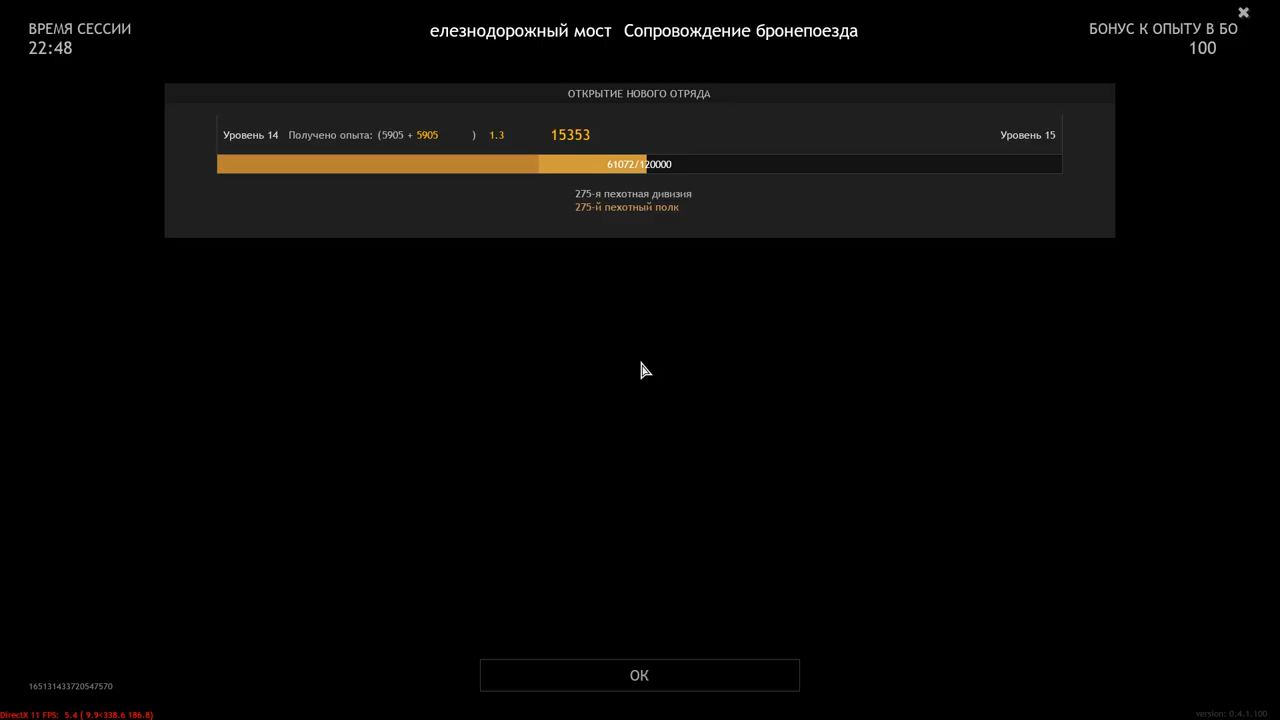 ВРЕМЯ СЕССИИ
22:48
елезнодорожный мост Сопровождение бронепоезда
БОНУС К ОПЫТУ В БО
100
ОТКРЫТИЕ НОВОГО ОТРЯДА
Уровень 14 Получено опыта: (5905 + 5905 ) 1.3 15353 Уровень 15
61072/120000
275-я пехотная дивизия
275-й пехотный полк
ОК
165131433720547570
DirectX 11 FPS: 5.4 ( 9.9<338.6 186.8)
version: 0.4.1.100